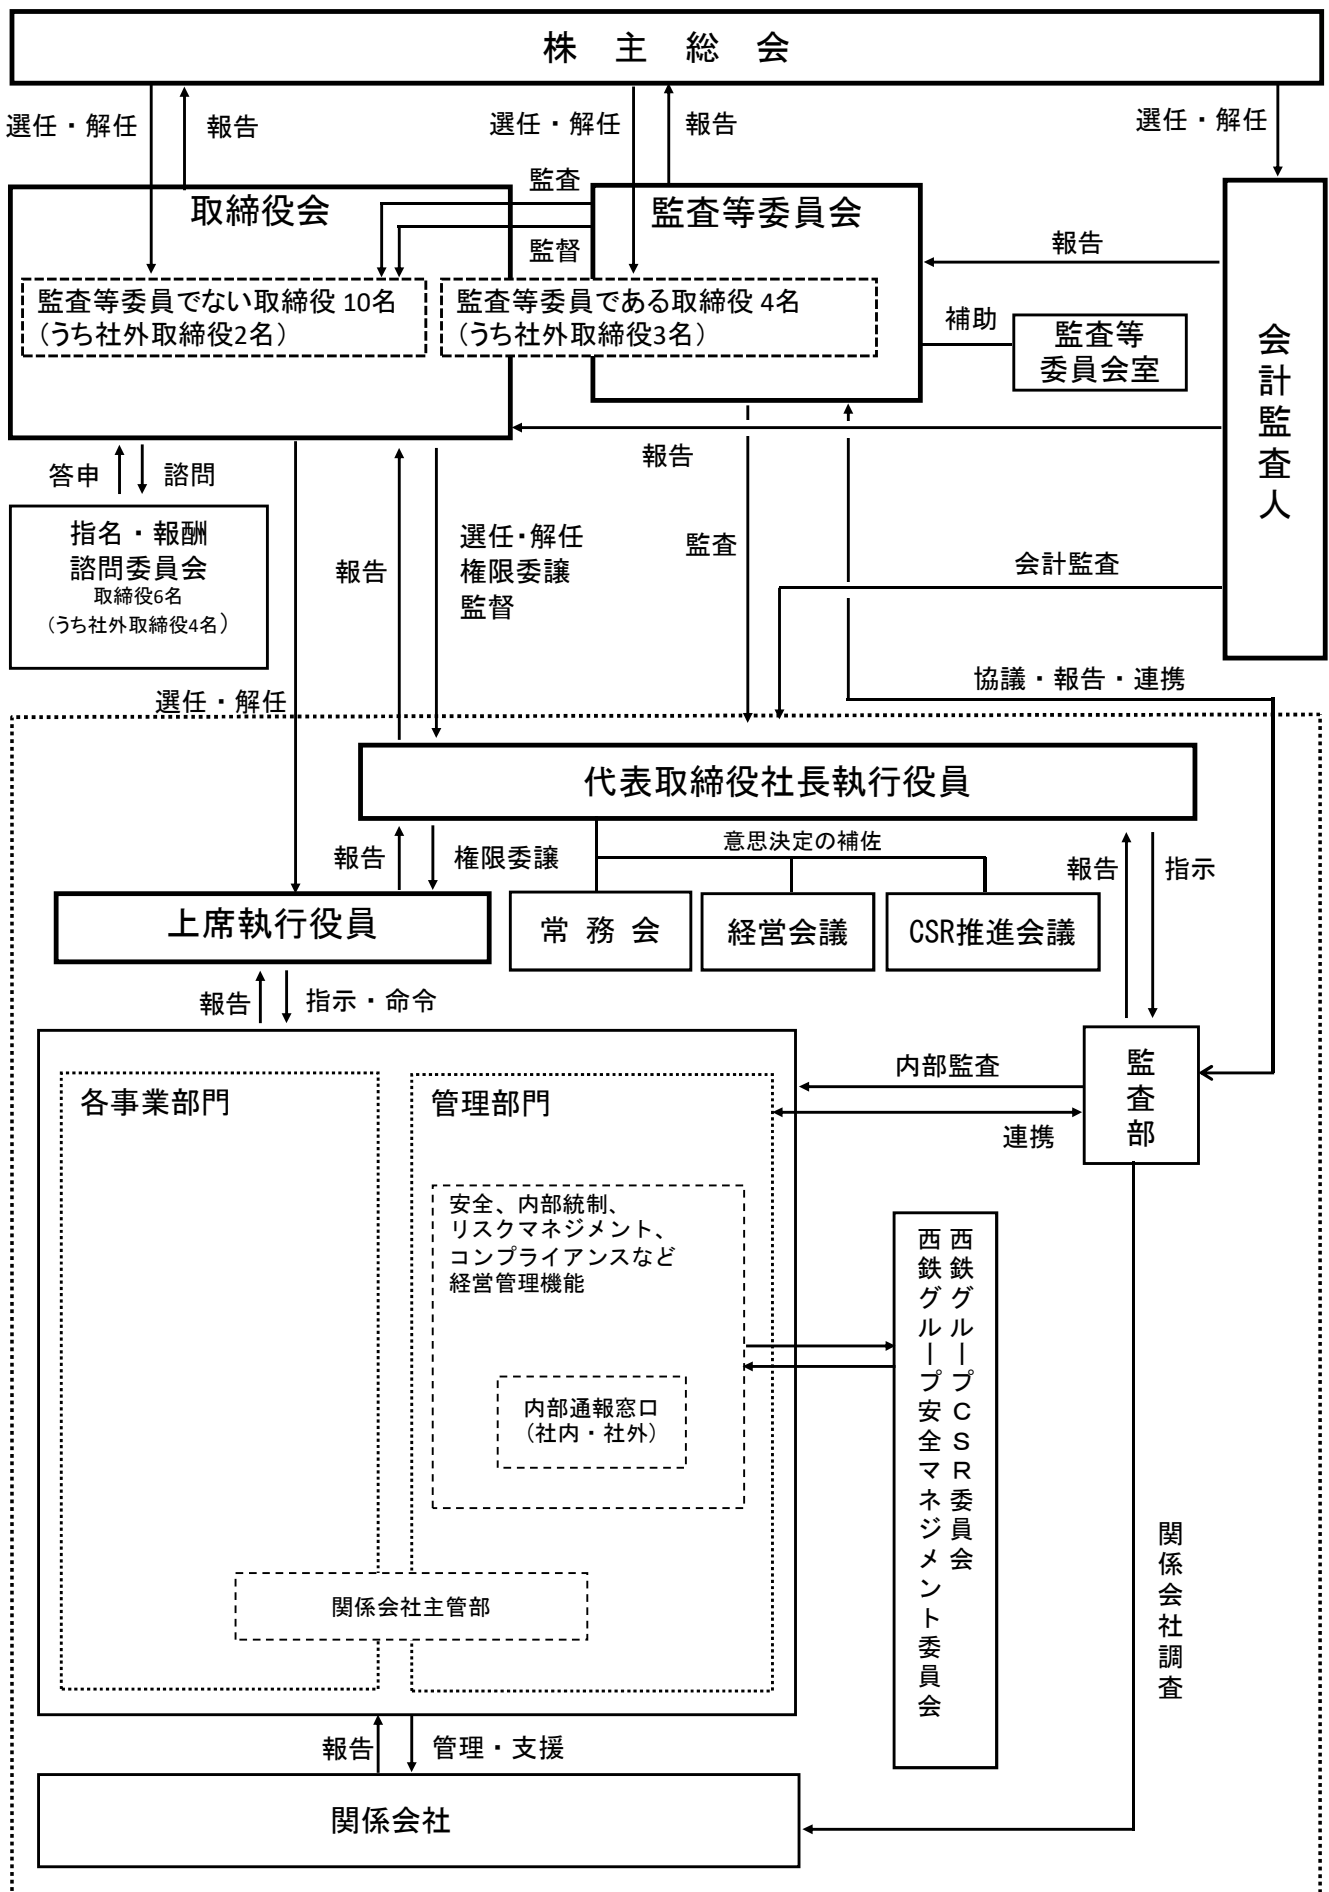 株 主 総 会
選任・解任
報告
選任・解任
報告
選任・解任
取締役会
監査
監督
監査等委員会
監査等委員でない取締役 10名
（うち社外取締役2名）
監査等委員である取締役 4名
（うち社外取締役3名）
報告
補助
監査等
委員会室
会計監査人
報告
答申
諮問
指名・報酬
諮問委員会
取締役6名
（うち社外取締役4名）
報告
選任・解任
権限委譲
監督
監査
会計監査
協議・報告・連携
選任・解任
代表取締役社長執行役員
報告
権限委譲
意思決定の補佐
報告
指示
上席執行役員
常 務 会
経営会議
CSR推進会議
報告
指示・命令
各事業部門
管理部門
内部監査
連携
監査部
安全、内部統制、
リスクマネジメント、
コンプライアンスなど
経営管理機能
内部通報窓口
（社内・社外）
西鉄グループCSR委員会
西鉄グループ安全マネジメント委員会
関係会社主管部
関係会社調査
報告
管理・支援
関係会社